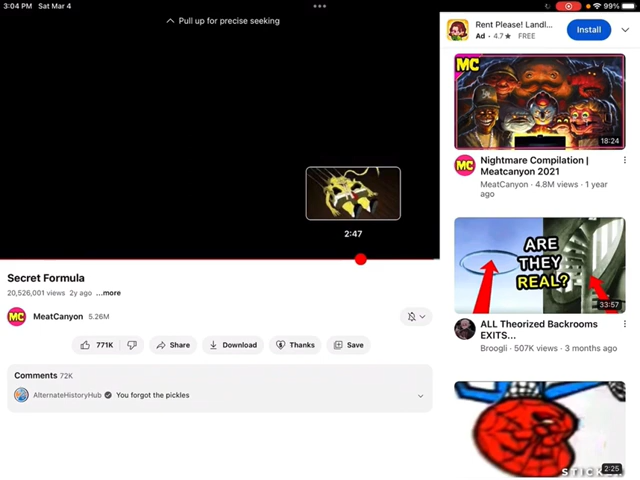 3:04 PM Sat Mar 4
99%
Pull up for precise seeking
2:47
Secret Formula
20,526,001 views 2y ago ...more
MC MeatCanyon 5.26M
771K Share Download Thanks Save
Comments 72K
AlternateHistoryHub You forgot the pickles
Rent Please! Landl...
Ad · 4.7★ FREE
Install
MC
18:24
MC Nightmare Compilation |
Meatcanyon 2021
MeatCanyon · 4.8M views · 1 year
ago
ARE
THEY
REAL?
33:57
ALL Theorized Backrooms
EXITS...
Broogli · 507K views · 3 months ago
2:25